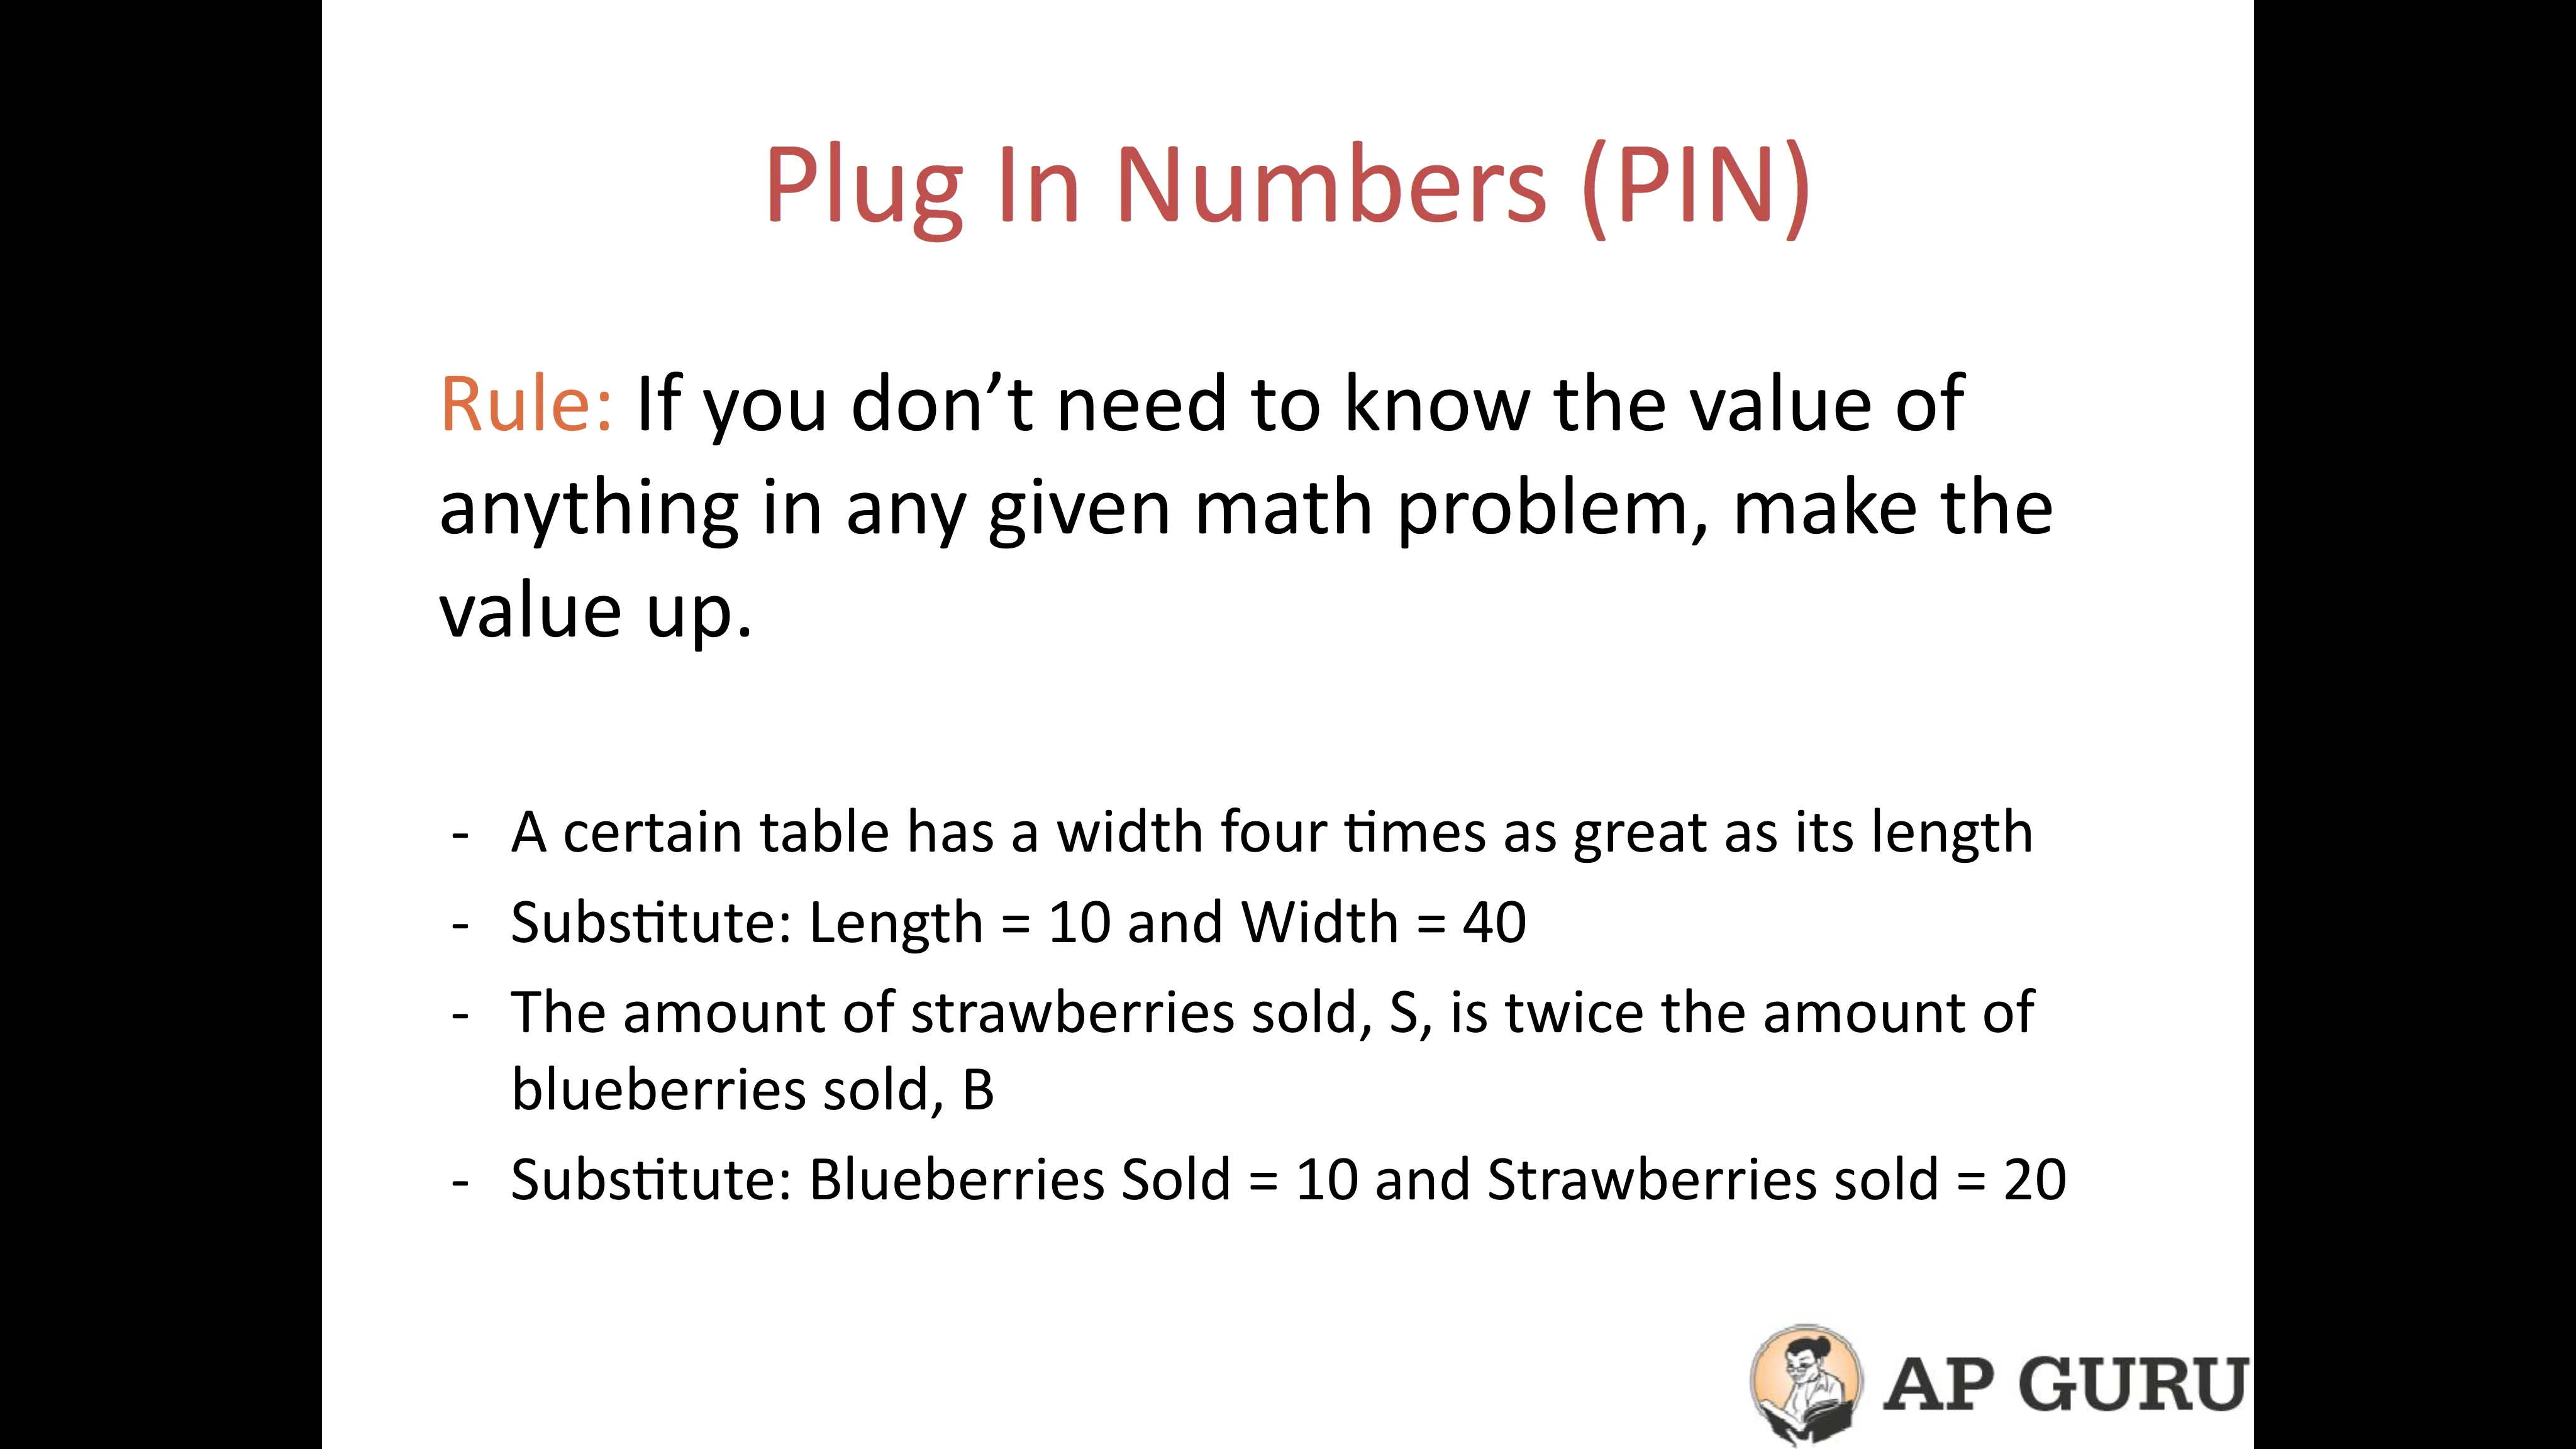 Plug In Numbers (PIN)
Rule: If you don’t need to know the value of
anything in any given math problem, make the
value up.
- A certain table has a width four times as great as its length
- Substitute: Length = 10 and Width = 40
- The amount of strawberries sold, S, is twice the amount of
blueberries sold, B
- Substitute: Blueberries Sold = 10 and Strawberries sold = 20
AP GURU